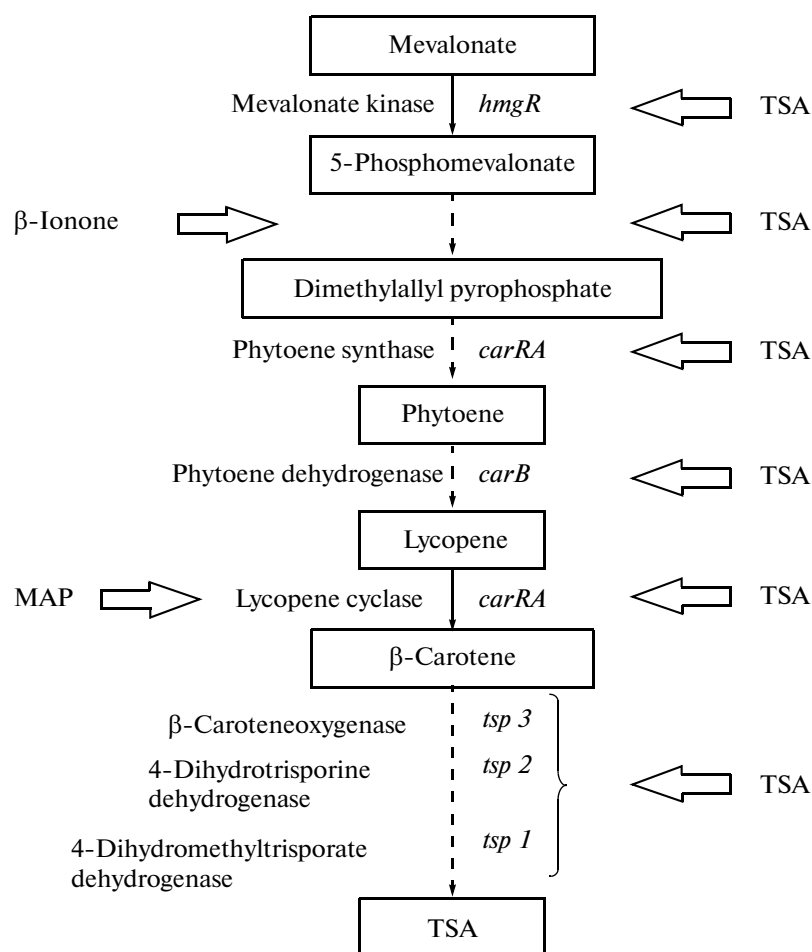 Mevalonate
Mevalonate kinase hmgR TSA
5-Phosphomevalonate
β-Ionone TSA
Dimethylallyl pyrophosphate
Phytoene synthase carRA TSA
Phytoene
Phytoene dehydrogenase carB TSA
Lycopene
MAP Lycopene cyclase carRA TSA
β-Carotene
β-Caroteneoxygenase tsp 3
4-Dihydrotrisporine tsp 2
dehydrogenase TSA
4-Dihydromethyltrisporate tsp 1
dehydrogenase
TSA